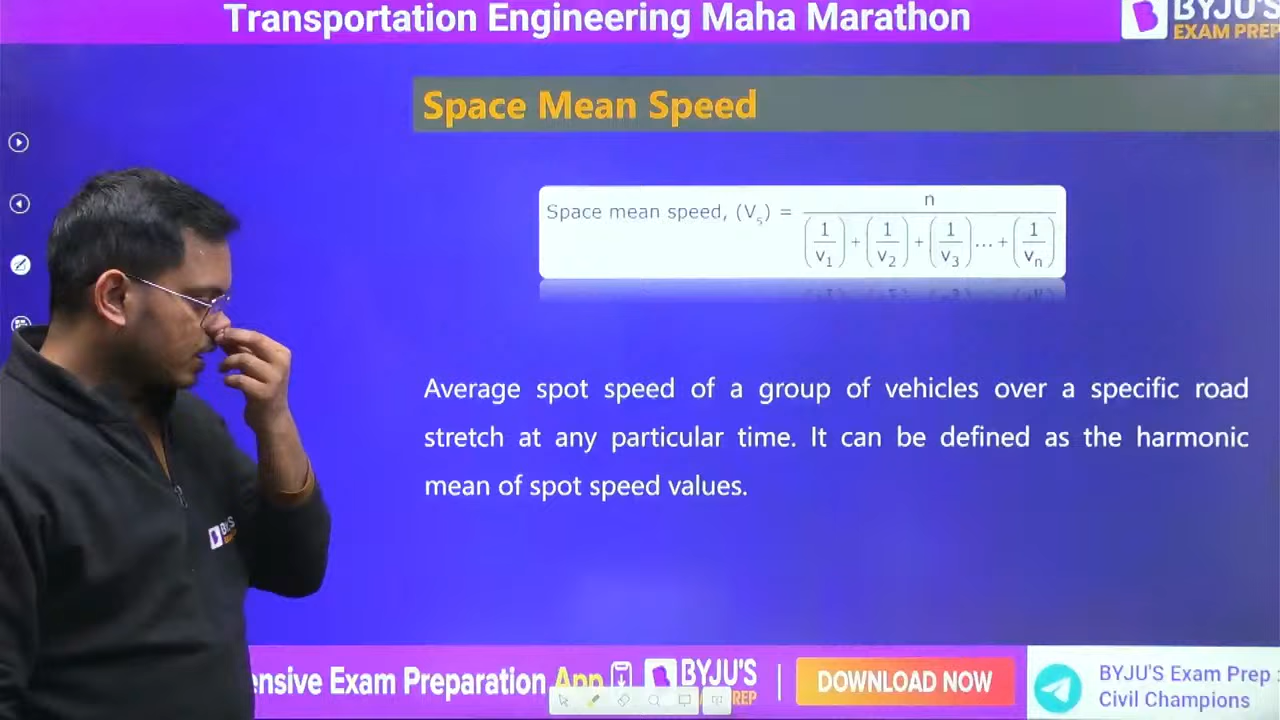 Transportation Engineering Maha Marathon
BYJU'S
EXAM PREP
Space Mean Speed
Space mean speed, (Vs) = n / ((1/v1) + (1/v2) + (1/v3) ... + (1/vn))
Average spot speed of a group of vehicles over a specific road
stretch at any particular time. It can be defined as the harmonic
mean of spot speed values.
ensive Exam Preparation App
BYJU'S
PREP
DOWNLOAD NOW
BYJU'S Exam Prep :
Civil Champions